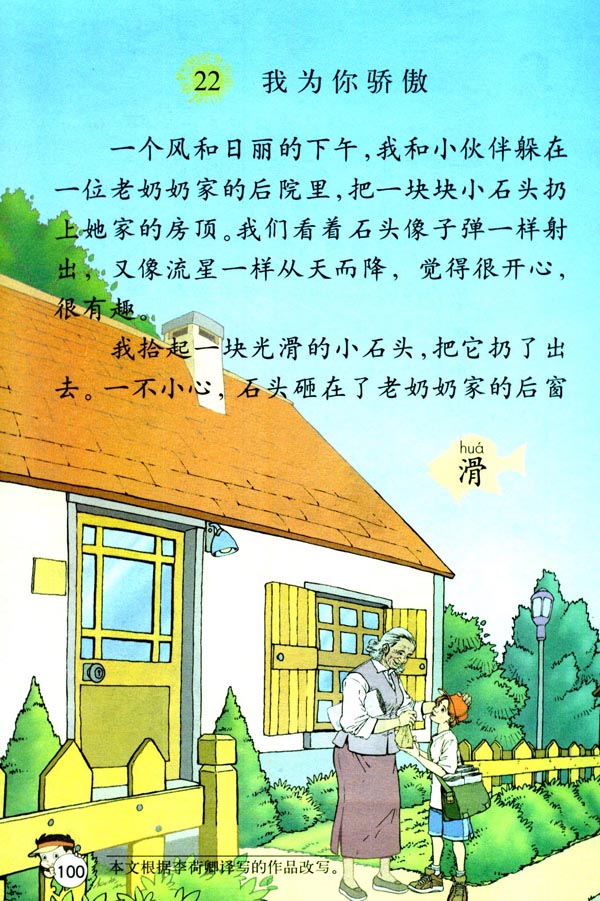 22 我为你骄傲
一个风和日丽的下午，我和小伙伴躲在
一位老奶奶家的后院里，把一块块小石头扔
上她家的房顶。我们看着石头像子弹一样射
出，又像流星一样从天而降，觉得很开心，
很有趣。
我拾起一块光滑的小石头，把它扔了出
去。一不小心，石头砸在了老奶奶家的后窗
huá
滑
100
本文根据李荷卿译写的作品改写。